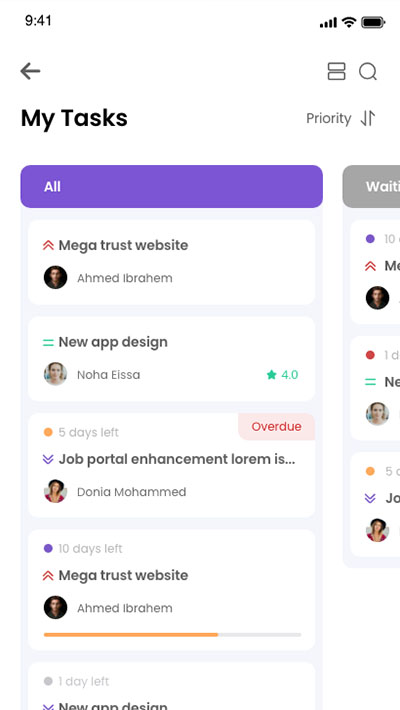 9:41
My Tasks
Priority
All
Mega trust website
Ahmed Ibrahem
New app design
Noha Eissa
4.0
Overdue
5 days left
Job portal enhancement lorem is...
Donia Mohammed
10 days left
Mega trust website
Ahmed Ibrahem
1 day left
New app design
Waiti
10
Me
1 d
Ne
5 d
Jo